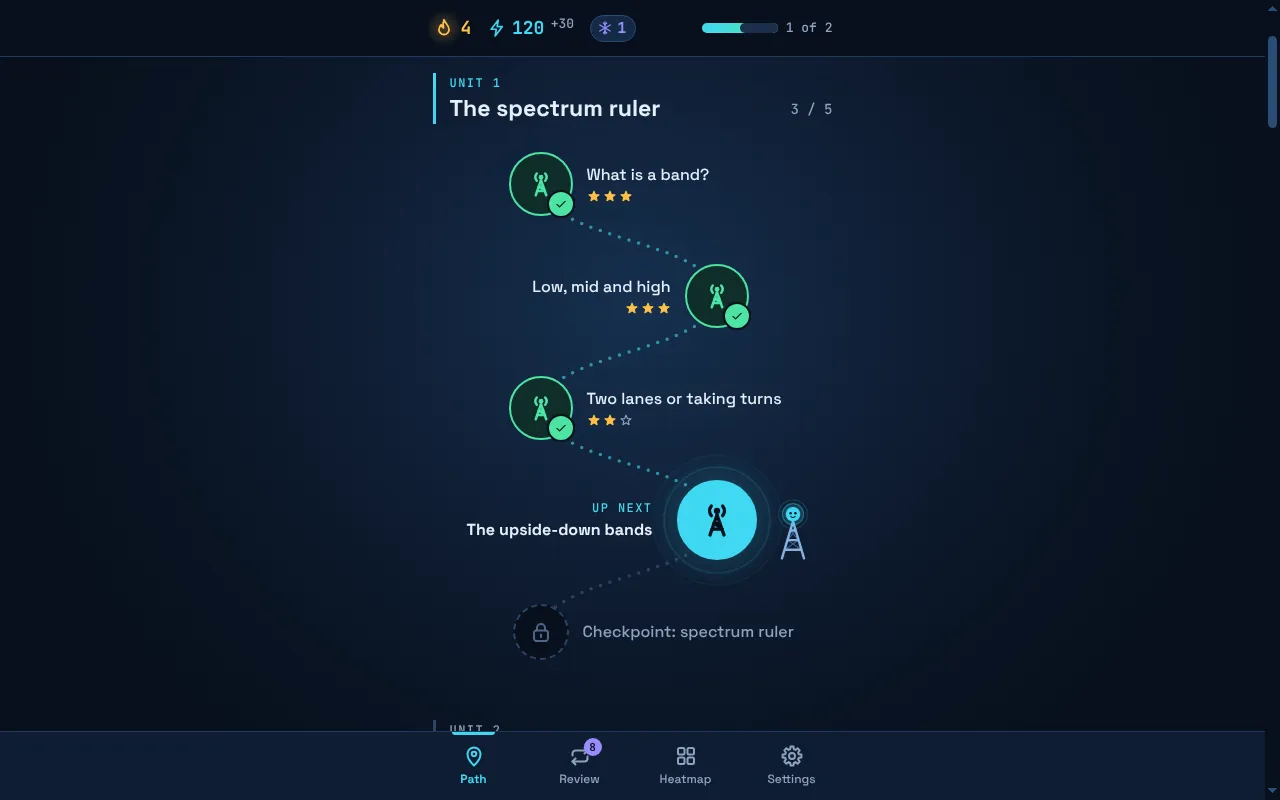 4 120 +30 1 1 of 2
UNIT 1
The spectrum ruler 3 / 5
What is a band?
Low, mid and high
Two lanes or taking turns
UP NEXT
The upside-down bands
Checkpoint: spectrum ruler
UNIT 2
8
Path Review Heatmap Settings